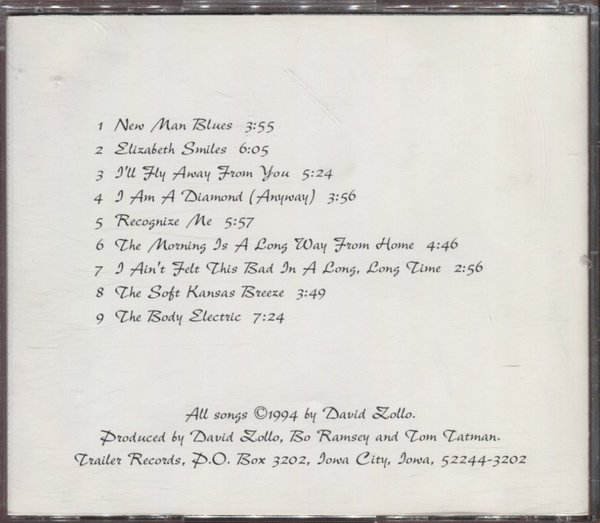 1 New Man Blues 3:55
2 Elizabeth Smiles 6:05
3 I'll Fly Away From You 5:24
4 I Am A Diamond (Anyway) 3:56
5 Recognize Me 5:57
6 The Morning Is A Long Way From Home 4:46
7 I Ain't Felt This Bad In A Long, Long Time 2:56
8 The Soft Kansas Breeze 3:49
9 The Body Electric 7:24
All songs ©1994 by David Zollo.
Produced by David Zollo, Bo Ramsey and Tom Tatman.
Trailer Records, P.O. Box 3202, Iowa City, Iowa, 52244-3202